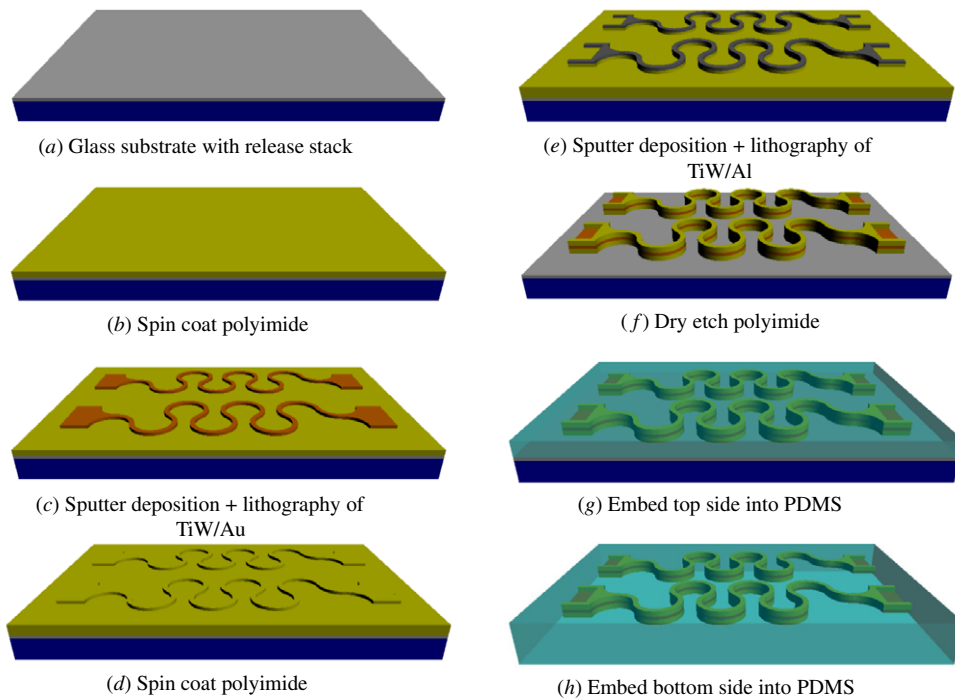 (a) Glass substrate with release stack
(b) Spin coat polyimide
(c) Sputter deposition + lithography of
TiW/Au
(d) Spin coat polyimide
(e) Sputter deposition + lithography of
TiW/Al
(f) Dry etch polyimide
(g) Embed top side into PDMS
(h) Embed bottom side into PDMS